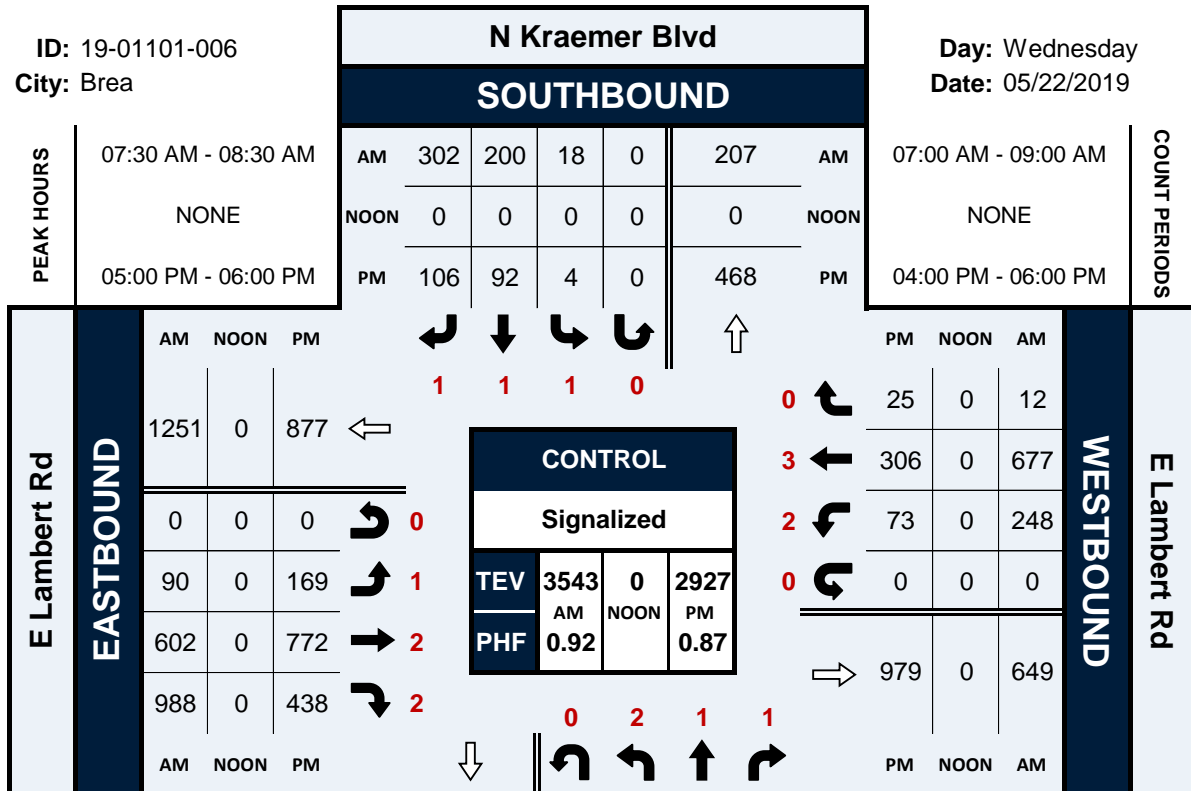 N Kraemer Blvd
ID: 19-01101-006
Day: Wednesday
City: Brea
Date: 05/22/2019
SOUTHBOUND
PEAK HOURS
07:30 AM - 08:30 AM
NONE
05:00 PM - 06:00 PM
AM 302 200 18 0 207 AM
NOON 0 0 0 0 0 NOON
PM 106 92 4 0 468 PM
07:00 AM - 09:00 AM
NONE
04:00 PM - 06:00 PM
COUNT PERIODS
1 1 1 0
E Lambert Rd
EASTBOUND
AM NOON PM
1251 0 877
0 0 0 0
90 0 169 1
602 0 772 2
988 0 438 2
AM NOON PM
CONTROL
Signalized
TEV 3543 0 2927
AM NOON PM
PHF 0.92 0.87
PM NOON AM
0 25 0 12
3 306 0 677
2 73 0 248
0 0 0 0
979 0 649
PM NOON AM
WESTBOUND
E Lambert Rd
0 2 1 1